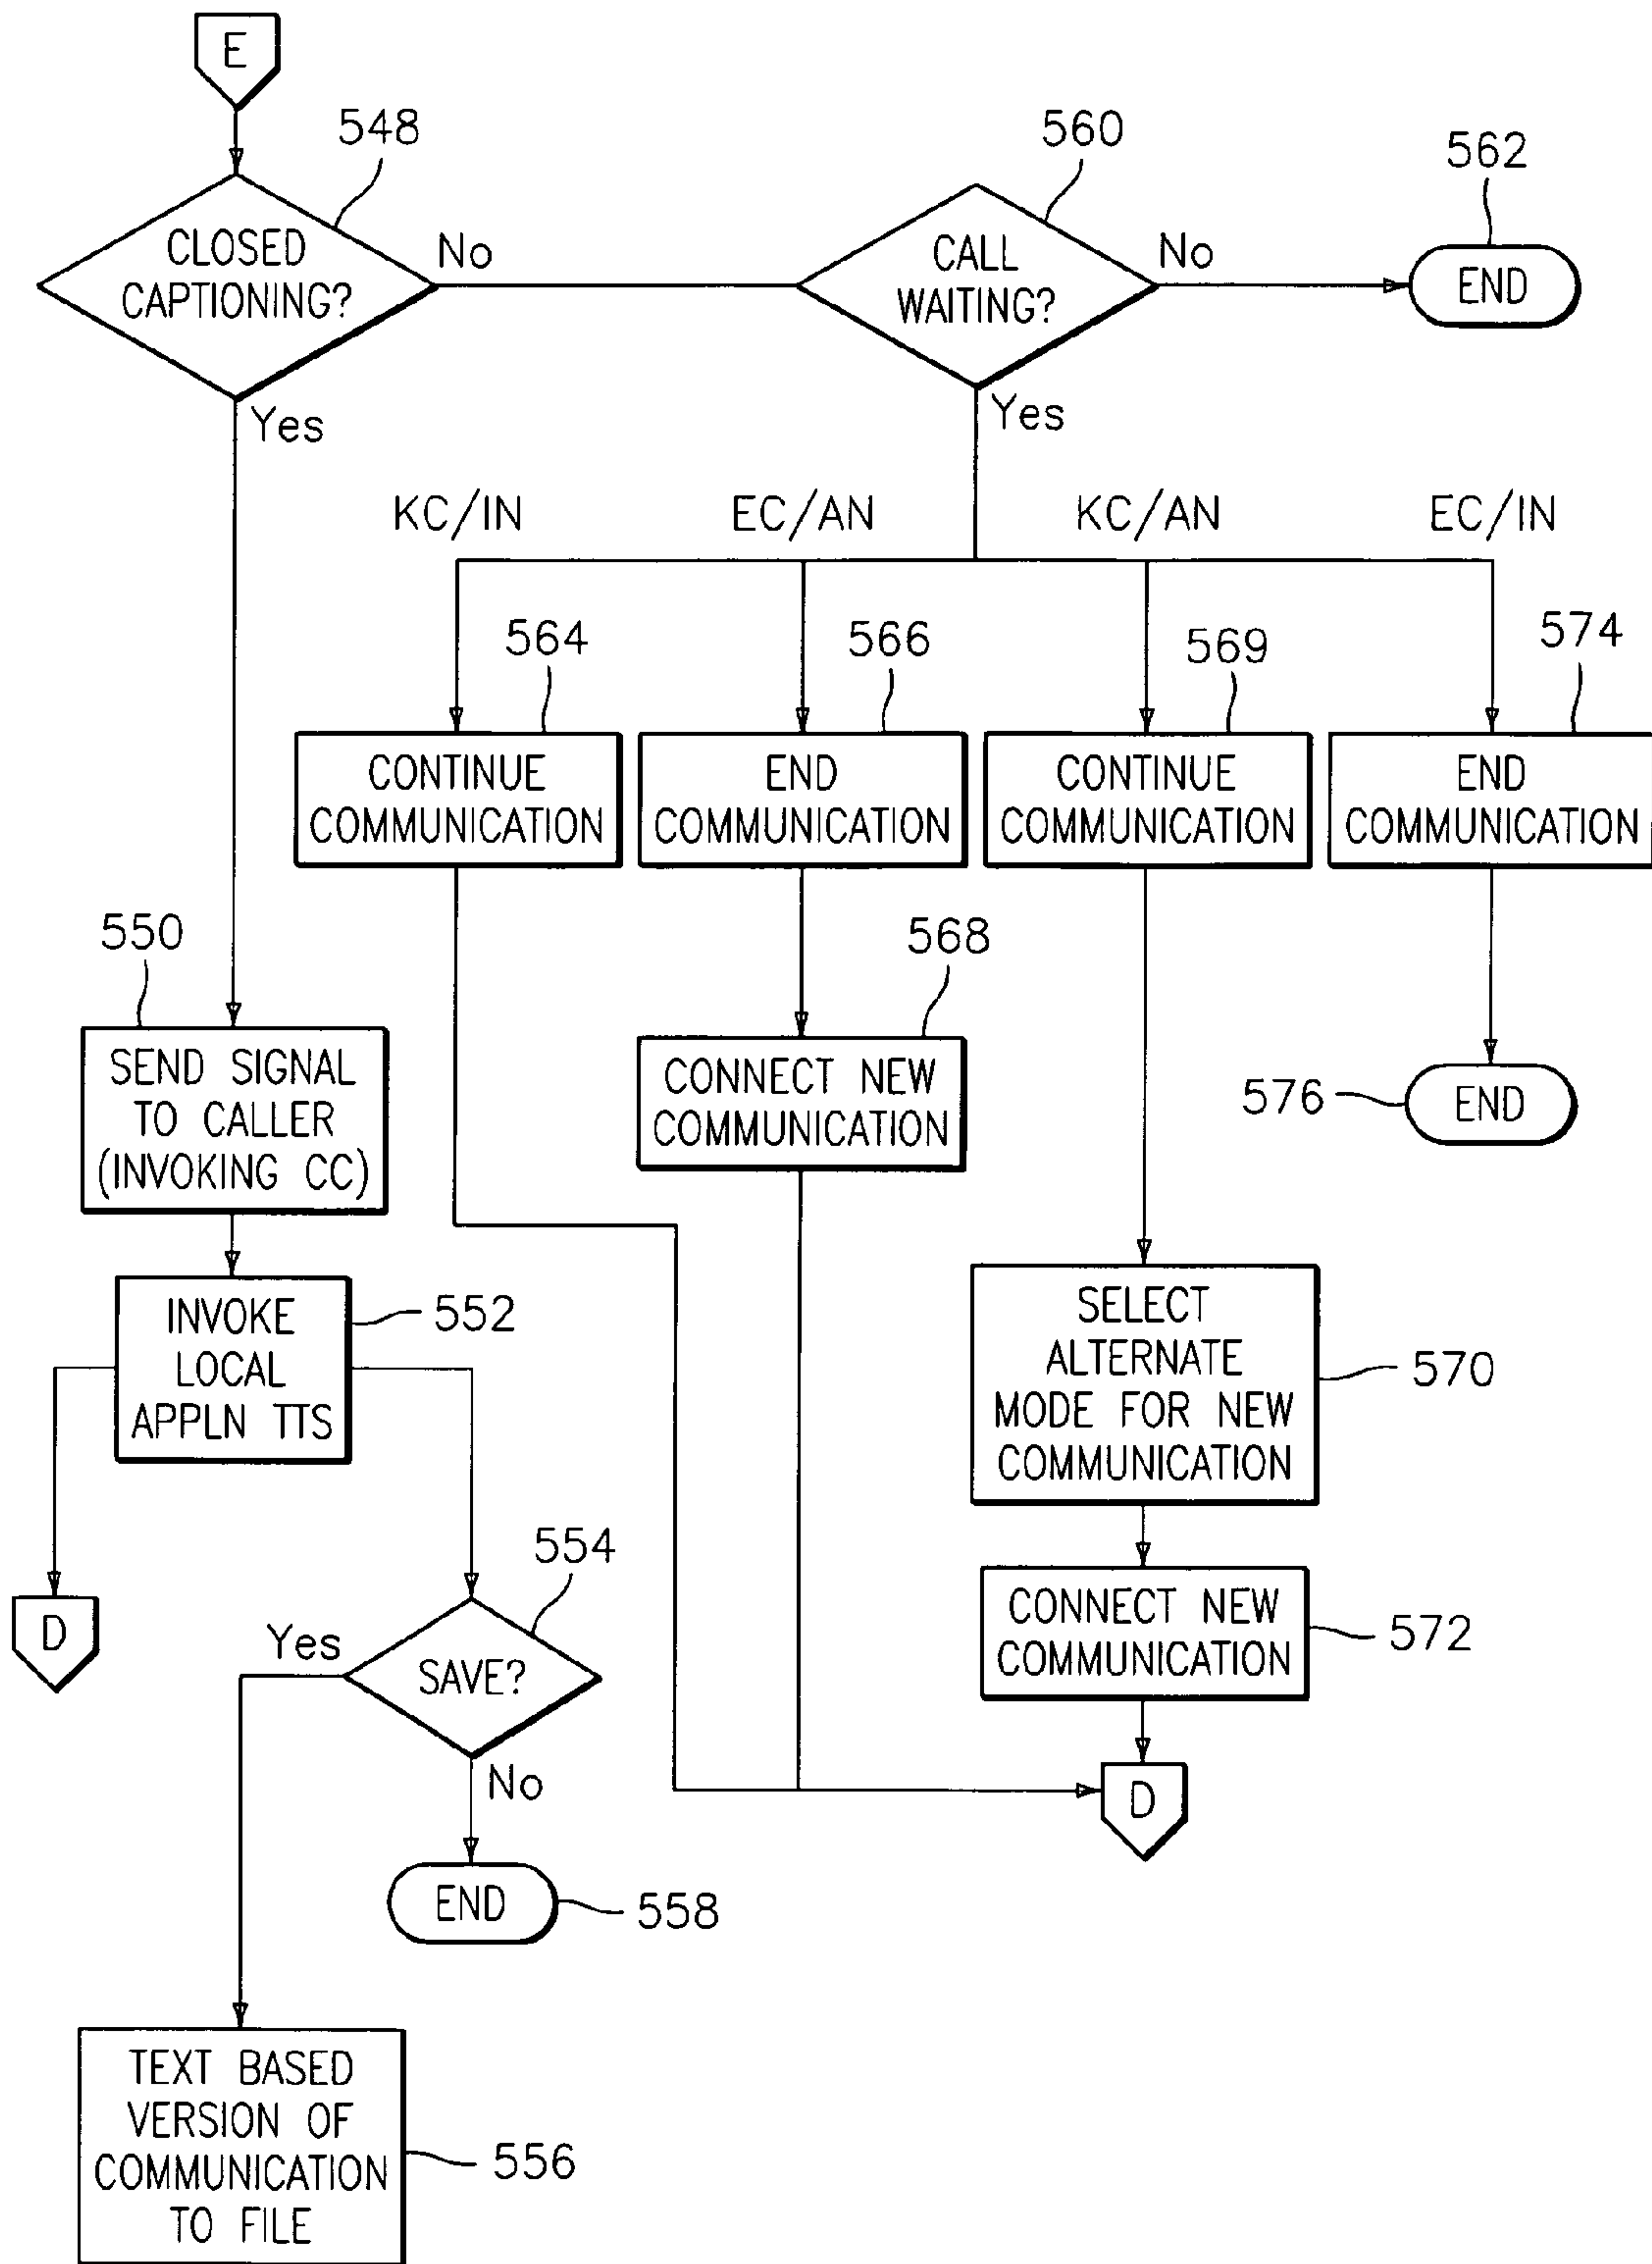 E
548
560
562
CLOSED
CAPTIONING?
No
CALL
WAITING?
No
END
Yes
Yes
KC/IN
EC/AN
KC/AN
EC/IN
564
566
569
574
CONTINUE
COMMUNICATION
END
COMMUNICATION
CONTINUE
COMMUNICATION
END
COMMUNICATION
550
568
SEND SIGNAL
TO CALLER
(INVOKING CC)
CONNECT NEW
COMMUNICATION
576
END
INVOKE
LOCAL
APPLN TTS
552
SELECT
ALTERNATE
MODE FOR NEW
COMMUNICATION
570
554
D
Yes
SAVE?
No
CONNECT NEW
COMMUNICATION
572
D
END
558
TEXT BASED
VERSION OF
COMMUNICATION
TO FILE
556